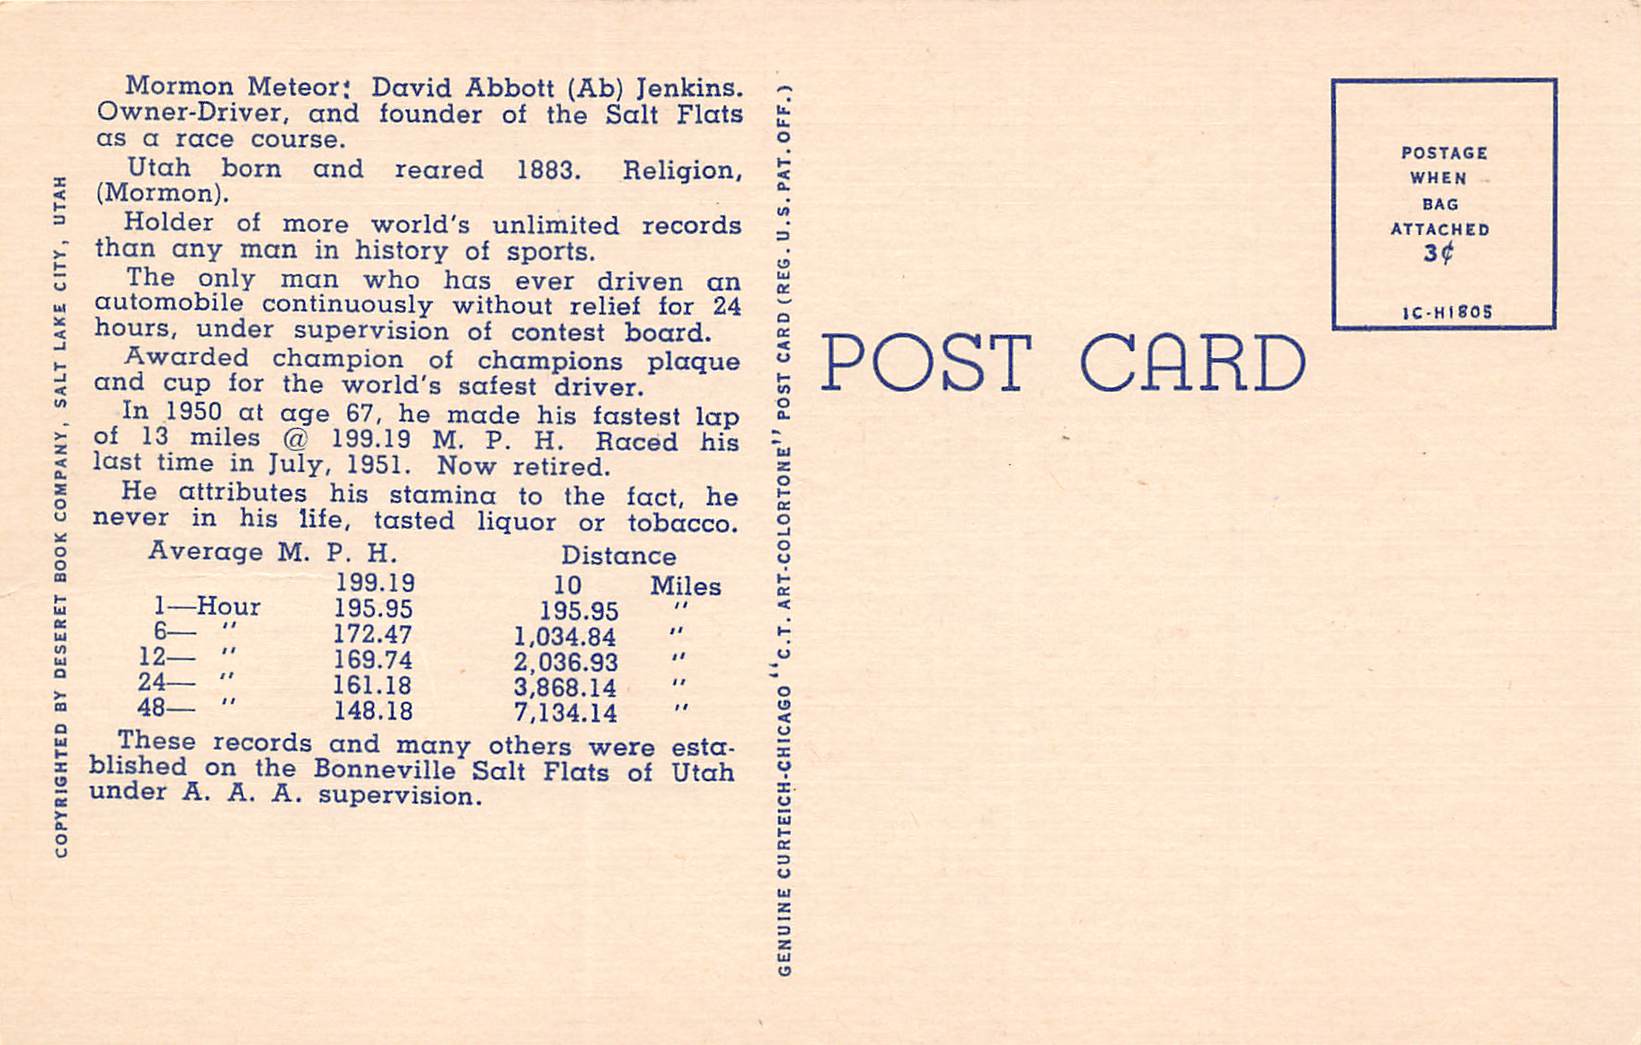 Mormon Meteor: David Abbott (Ab) Jenkins.
Owner-Driver, and founder of the Salt Flats
as a race course.
Utah born and reared 1883. Religion,
(Mormon).
Holder of more world's unlimited records
than any man in history of sports.
The only man who has ever driven an
automobile continuously without relief for 24
hours, under supervision of contest board.
Awarded champion of champions plaque
and cup for the world's safest driver.
In 1950 at age 67, he made his fastest lap
of 13 miles @ 199.19 M. P. H. Raced his
last time in July, 1951. Now retired.
He attributes his stamina to the fact, he
never in his life, tasted liquor or tobacco.
Average M. P. H. Distance
199.19 10 Miles
1—Hour 195.95 195.95 "
6— " 172.47 1,034.84 "
12— " 169.74 2,036.93 "
24— " 161.18 3,868.14 "
48— " 148.18 7,134.14 "
These records and many others were esta-
blished on the Bonneville Salt Flats of Utah
under A. A. A. supervision.
COPYRIGHTED BY DESERET BOOK COMPANY, SALT LAKE CITY, UTAH
GENUINE CURTEICH-CHICAGO "C.T. ART-COLORTONE" POST CARD (REG. U.S. PAT. OFF.)
POST CARD
POSTAGE
WHEN
BAG
ATTACHED
3¢
1C-H1805